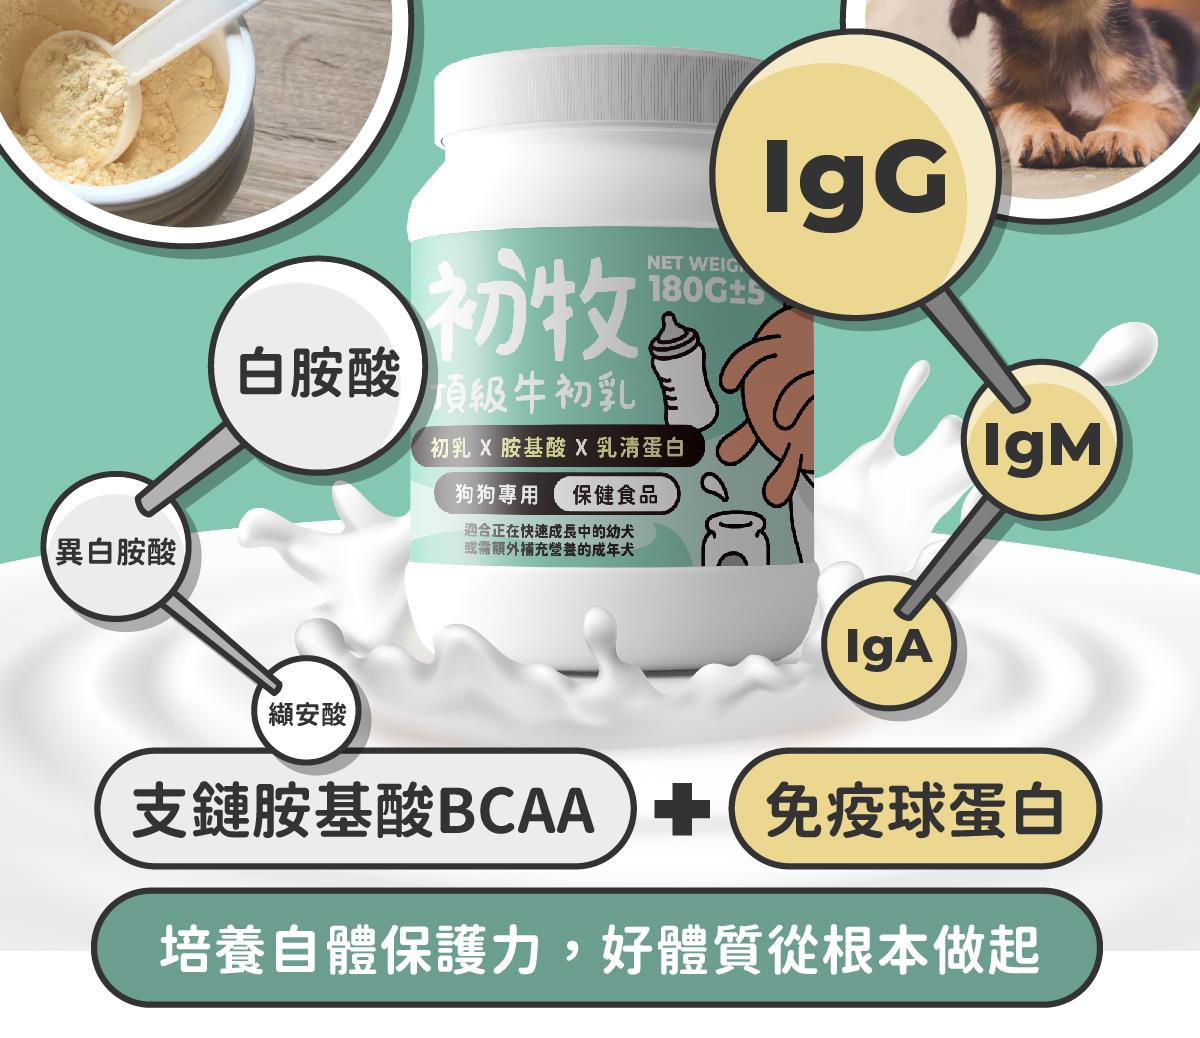 IgG
初牧
NET WEIG
180G±5
頂級牛初乳
白胺酸
初乳 X 胺基酸 X 乳清蛋白
狗狗專用 保健食品
適合正在快速成長中的幼犬
或需額外補充營養的成年犬
IgM
異白胺酸
IgA
纈安酸
支鏈胺基酸BCAA
免疫球蛋白
培養自體保護力，好體質從根本做起